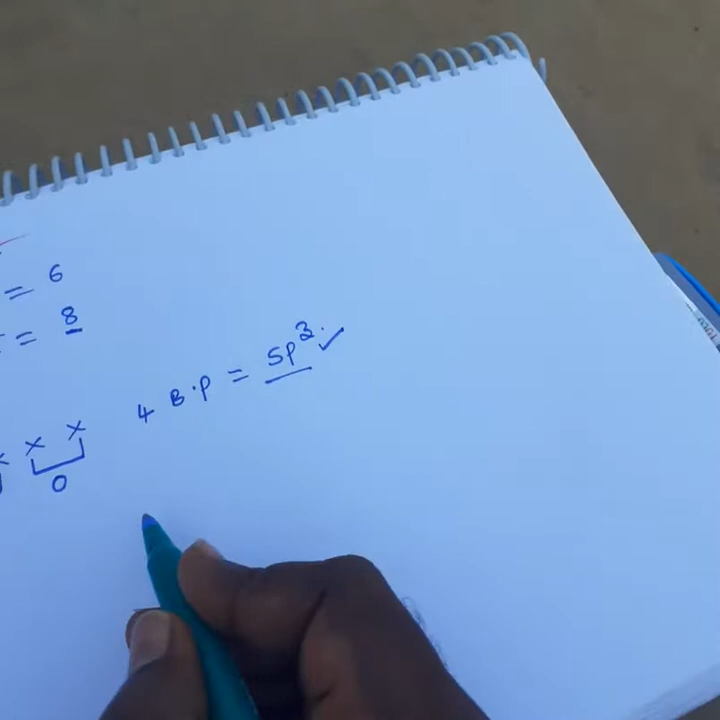 = 6
= 8
4 B.P = SP³. ✓
x x x
0